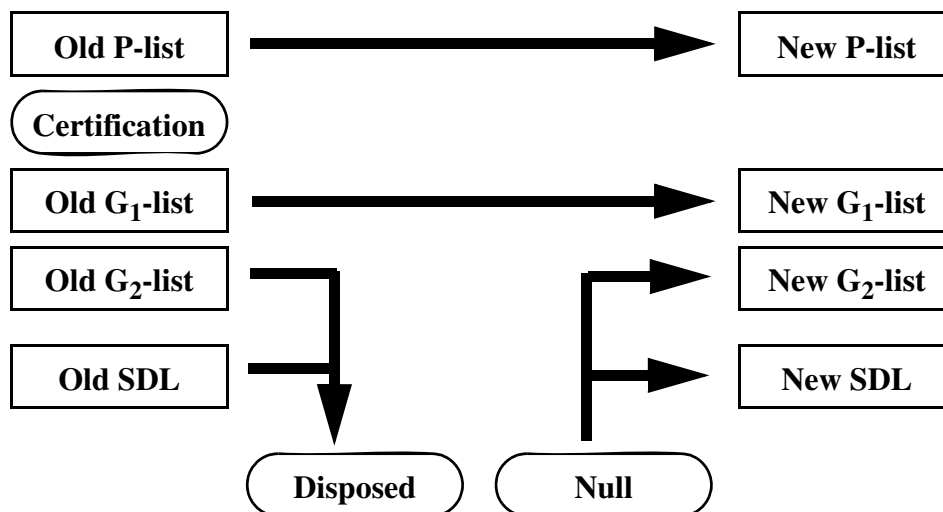 Old P-list
New P-list
Certification
Old G₁-list
New G₁-list
Old G₂-list
New G₂-list
Old SDL
New SDL
Disposed
Null